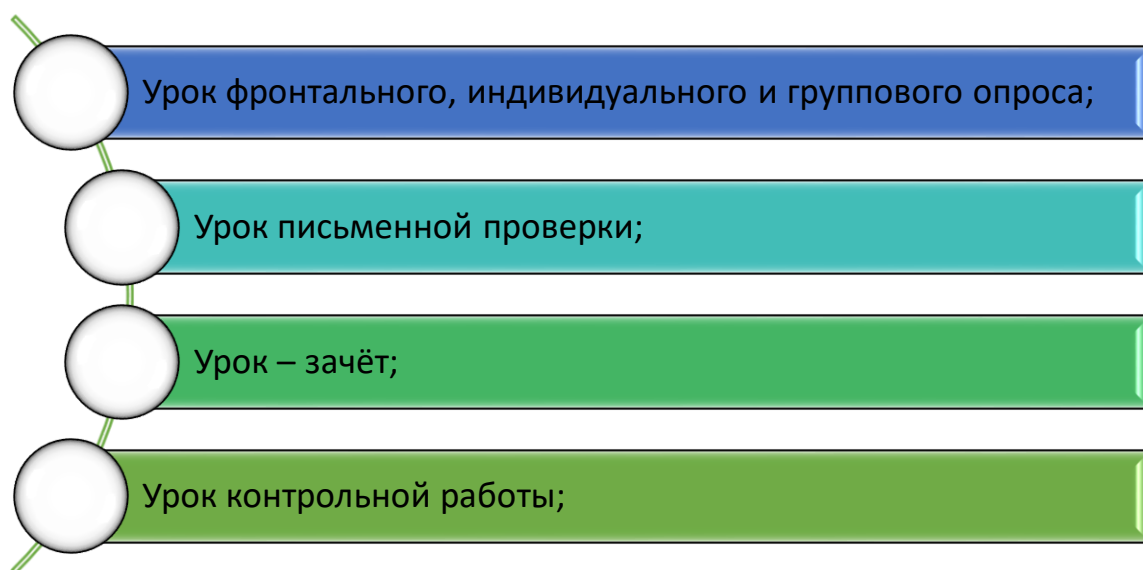 Урок фронтального, индивидуального и группового опроса;
Урок письменной проверки;
Урок – зачёт;
Урок контрольной работы;